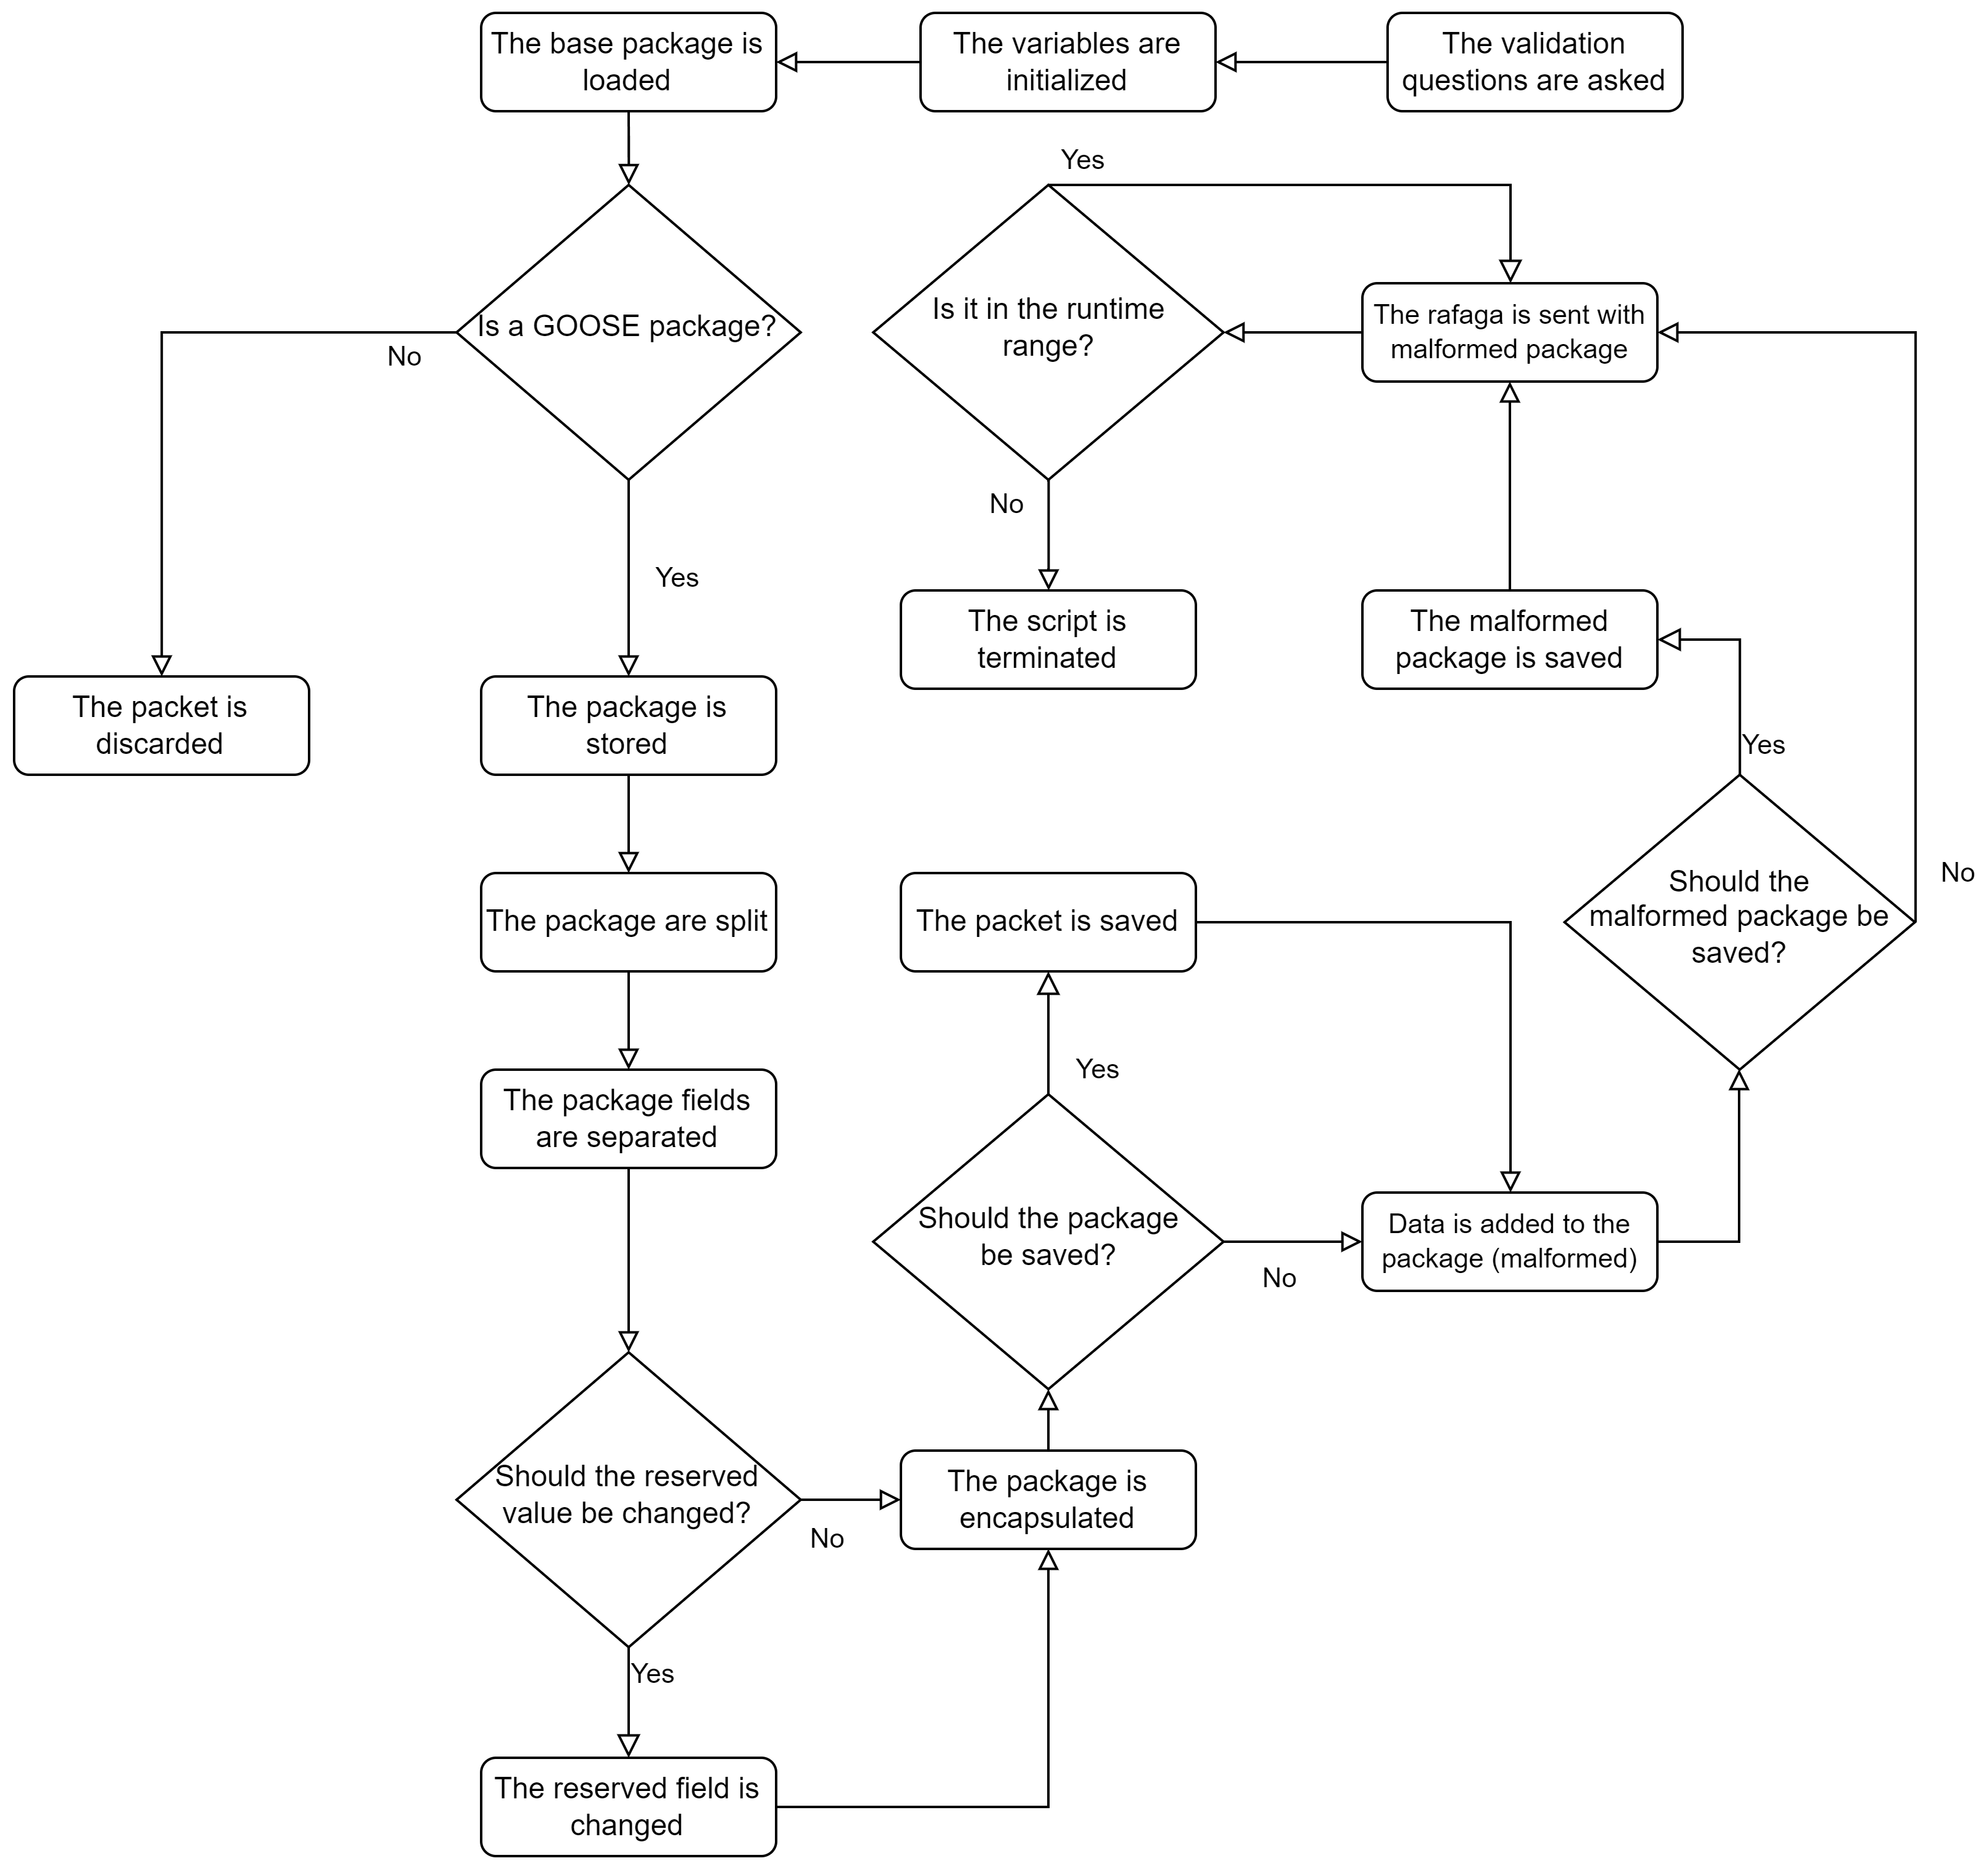 The base package is
loaded
The variables are
initialized
The validation
questions are asked
Yes
Is a GOOSE package?
No
Is it in the runtime
range?
The rafaga is sent with
malformed package
No
Yes
The script is
terminated
The malformed
package is saved
The packet is
discarded
The package is
stored
Yes
The package are split
The packet is saved
Should the
malformed package be
saved?
No
The package fields
are separated
Yes
Should the package
be saved?
No
Data is added to the
package (malformed)
Should the reserved
value be changed?
No
The package is
encapsulated
Yes
The reserved field is
changed